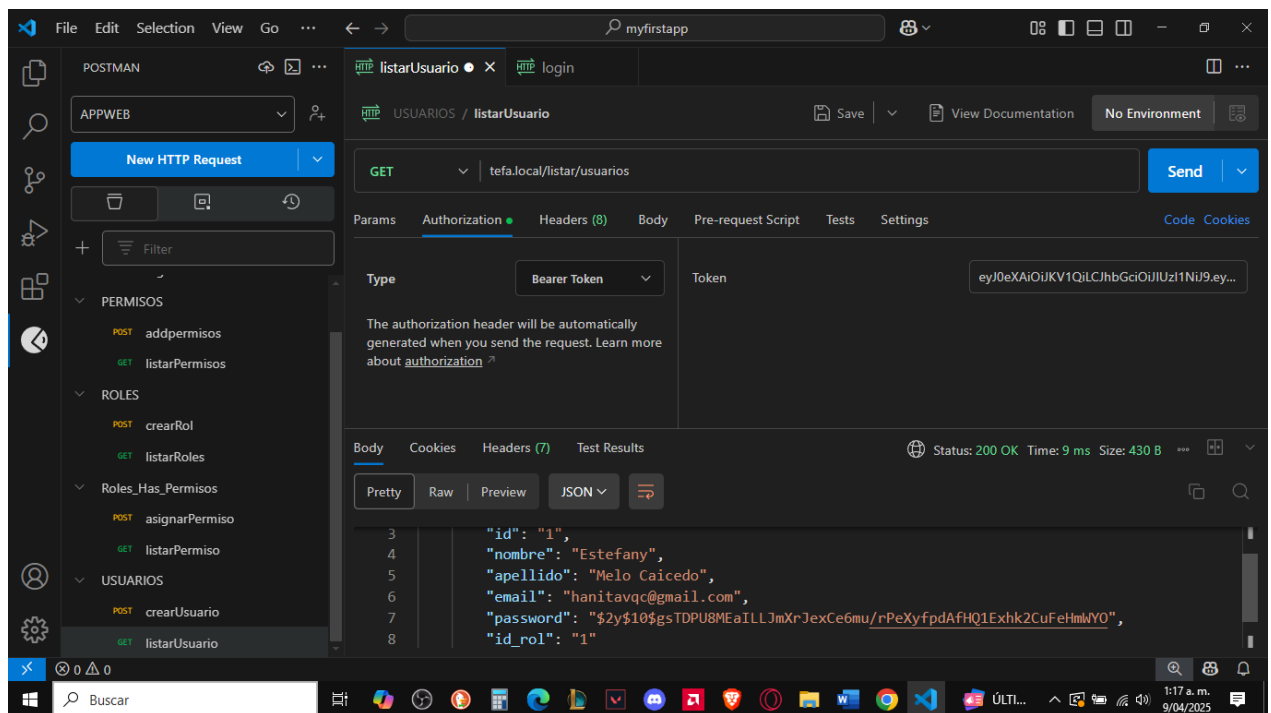 File Edit Selection View Go ··· myfirstapp
POSTMAN
listarUsuario
login
APPWEB
USUARIOS / listarUsuario
Save
View Documentation
No Environment
New HTTP Request
GET
tefa.local/listar/usuarios
Send
Params Authorization Headers (8) Body Pre-request Script Tests Settings Code Cookies
Filter
Type
Bearer Token
Token
eyJ0eXAiOiJKV1QiLCJhbGciOiJIUzI1NiJ9.ey...
The authorization header will be automatically
generated when you send the request. Learn more
about authorization
PERMISOS
POST addpermisos
GET listarPermisos
ROLES
POST crearRol
GET listarRoles
Roles_Has_Permisos
POST asignarPermiso
GET listarPermiso
USUARIOS
POST crearUsuario
GET listarUsuario
Body Cookies Headers (7) Test Results
Status: 200 OK Time: 9 ms Size: 430 B
Pretty Raw Preview JSON
3 "id": "1",
4 "nombre": "Estefany",
5 "apellido": "Melo Caicedo",
6 "email": "hanitavqc@gmail.com",
7 "password": "$2y$10$gsTDPU8MEaILLJmXrJexCe6mu/rPeXyfpdAfHQ1Exhk2CuFeHmWYO",
8 "id_rol": "1"
0 0
Buscar
ÚLTI...
1:17 a. m.
9/04/2025